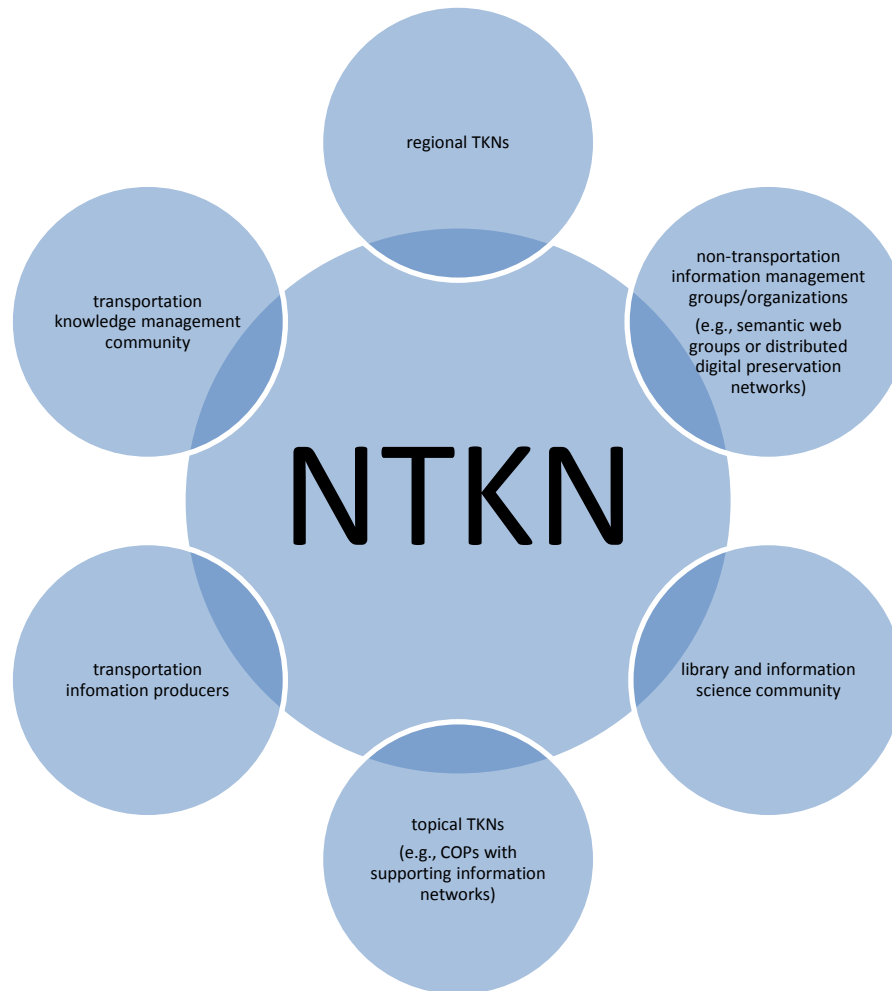 regional TKNs
non-transportation
information management
groups/organizations
(e.g., semantic web
groups or distributed
digital preservation
networks)
transportation
knowledge management
community
NTKN
transportation
infomation producers
library and information
science community
topical TKNs
(e.g., COPs with
supporting information
networks)